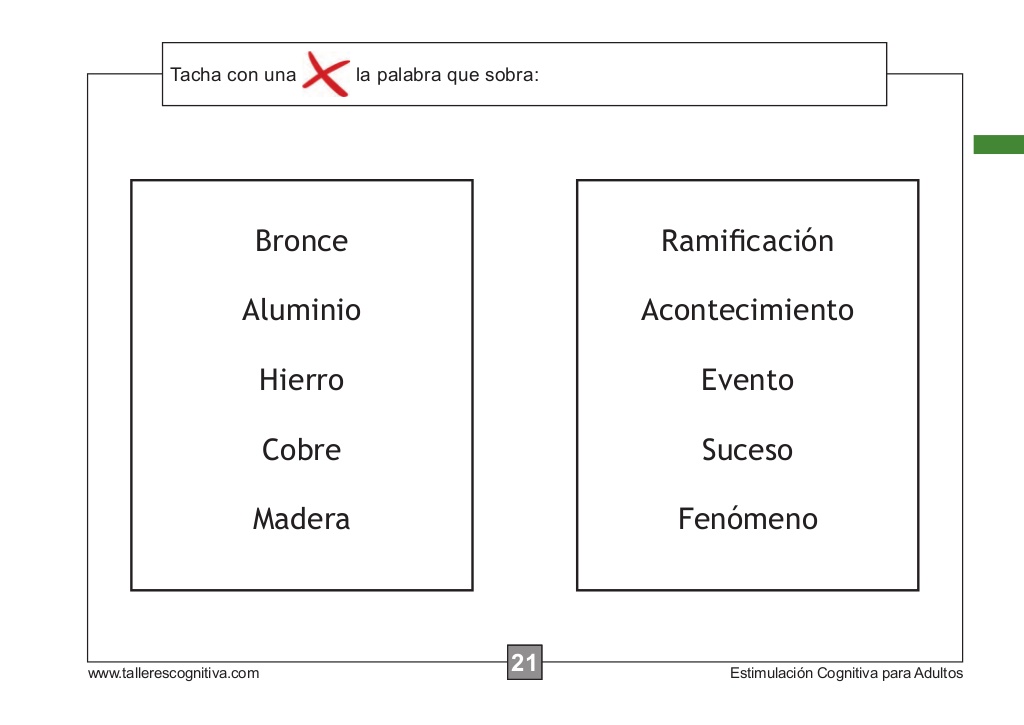 Tacha con una la palabra que sobra:
Bronce
Aluminio
Hierro
Cobre
Madera
Ramificación
Acontecimiento
Evento
Suceso
Fenómeno
www.tallerescognitiva.com
21
Estimulación Cognitiva para Adultos